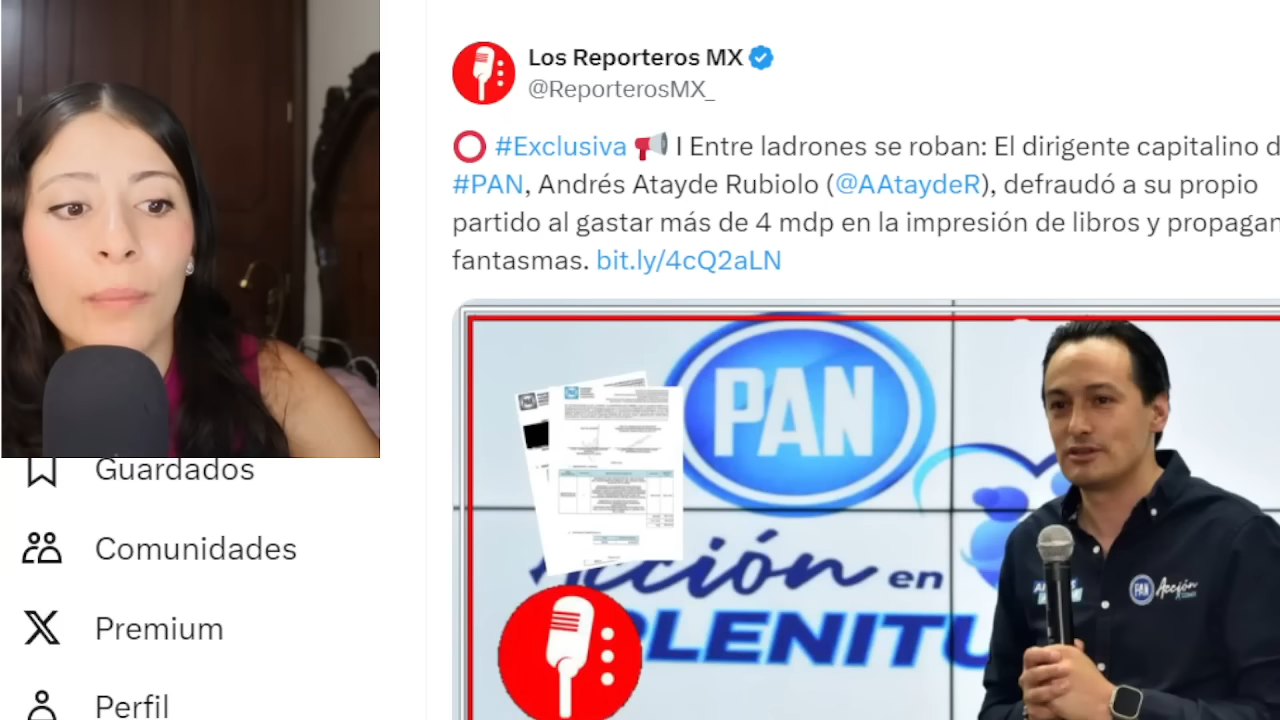 Los Reporteros MX
@ReporterosMX_
#Exclusiva | Entre ladrones se roban: El dirigente capitalino d
#PAN, Andrés Atayde Rubiolo (@AAtaydeR), defraudó a su propio
partido al gastar más de 4 mdp en la impresión de libros y propagan
fantasmas. bit.ly/4cQ2aLN
PAN
Acción en
PLENITU
PAN Acción
Guardados
Comunidades
Premium
Perfil